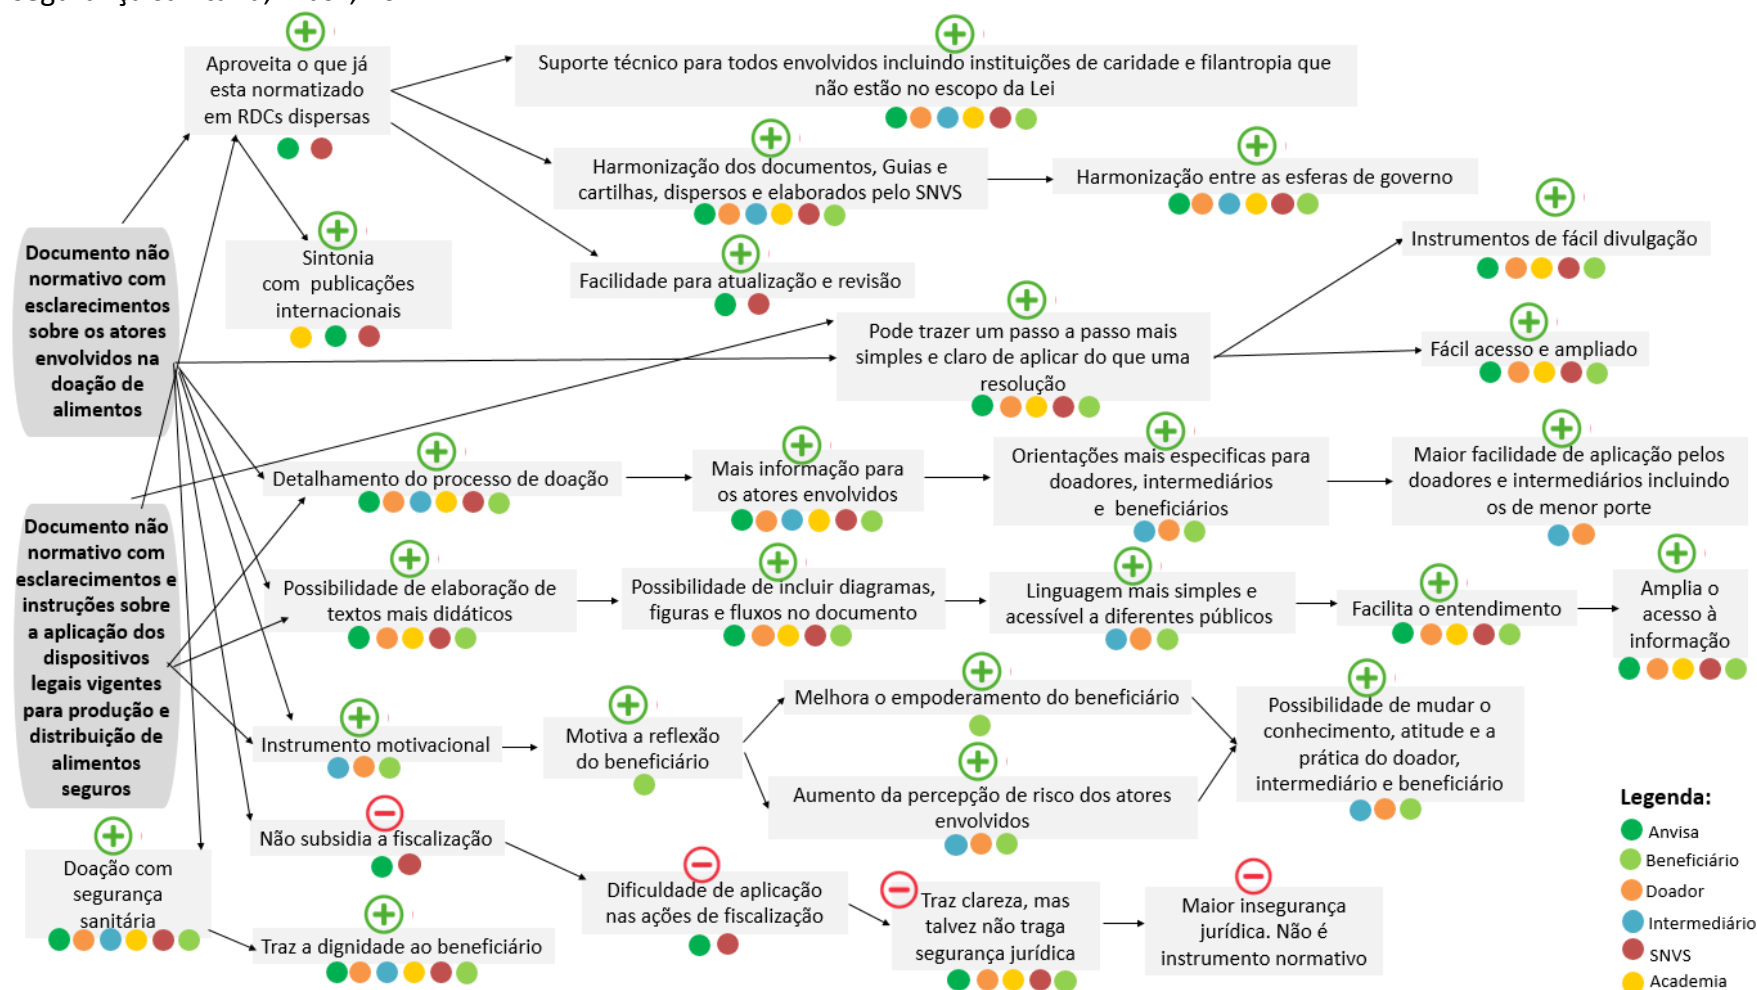 Aproveita o que já
esta normatizado
em RDCs dispersas
Suporte técnico para todos envolvidos incluindo instituições de caridade e filantropia que
não estão no escopo da Lei
Harmonização dos documentos, Guias e
cartilhas, dispersos e elaborados pelo SNVS
Harmonização entre as esferas de governo
Documento não
normativo com
esclarecimentos
sobre os atores
envolvidos na
doação de
alimentos
Sintonia
com publicações
internacionais
Facilidade para atualização e revisão
Instrumentos de fácil divulgação
Pode trazer um passo a passo mais
simples e claro de aplicar do que uma
resolução
Fácil acesso e ampliado
Detalhamento do processo de doação
Mais informação para
os atores envolvidos
Orientações mais especificas para
doadores, intermediários
e beneficiários
Maior facilidade de aplicação pelos
doadores e intermediários incluindo
os de menor porte
Documento não
normativo com
esclarecimentos e
instruções sobre
a aplicação dos
dispositivos
legais vigentes
para produção e
distribuição de
alimentos
seguros
Possibilidade de elaboração de
textos mais didáticos
Possibilidade de incluir diagramas,
figuras e fluxos no documento
Linguagem mais simples e
acessível a diferentes públicos
Facilita o entendimento
Amplia o
acesso à
informação
Instrumento motivacional
Motiva a reflexão
do beneficiário
Melhora o empoderamento do beneficiário
Aumento da percepção de risco dos atores
envolvidos
Possibilidade de mudar o
conhecimento, atitude e a
prática do doador,
intermediário e beneficiário
Não subsidia a fiscalização
Dificuldade de aplicação
nas ações de fiscalização
Traz clareza, mas
talvez não traga
segurança jurídica
Maior insegurança
jurídica. Não é
instrumento normativo
Doação com
segurança
sanitária
Traz a dignidade ao beneficiário
Legenda:
Anvisa
Beneficiário
Doador
Intermediário
SNVS
Academia